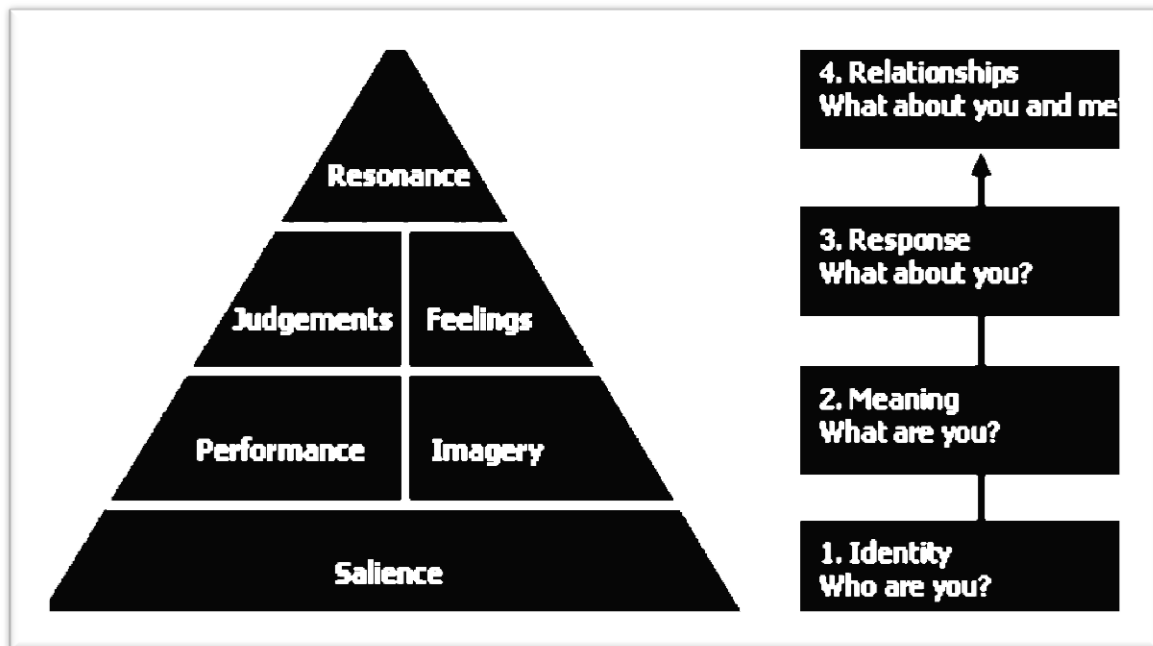 Resonance
Judgements
Feelings
Performance
Imagery
Salience
4. Relationships
What about you and me
3. Response
What about you?
2. Meaning
What are you?
1. Identity
Who are you?